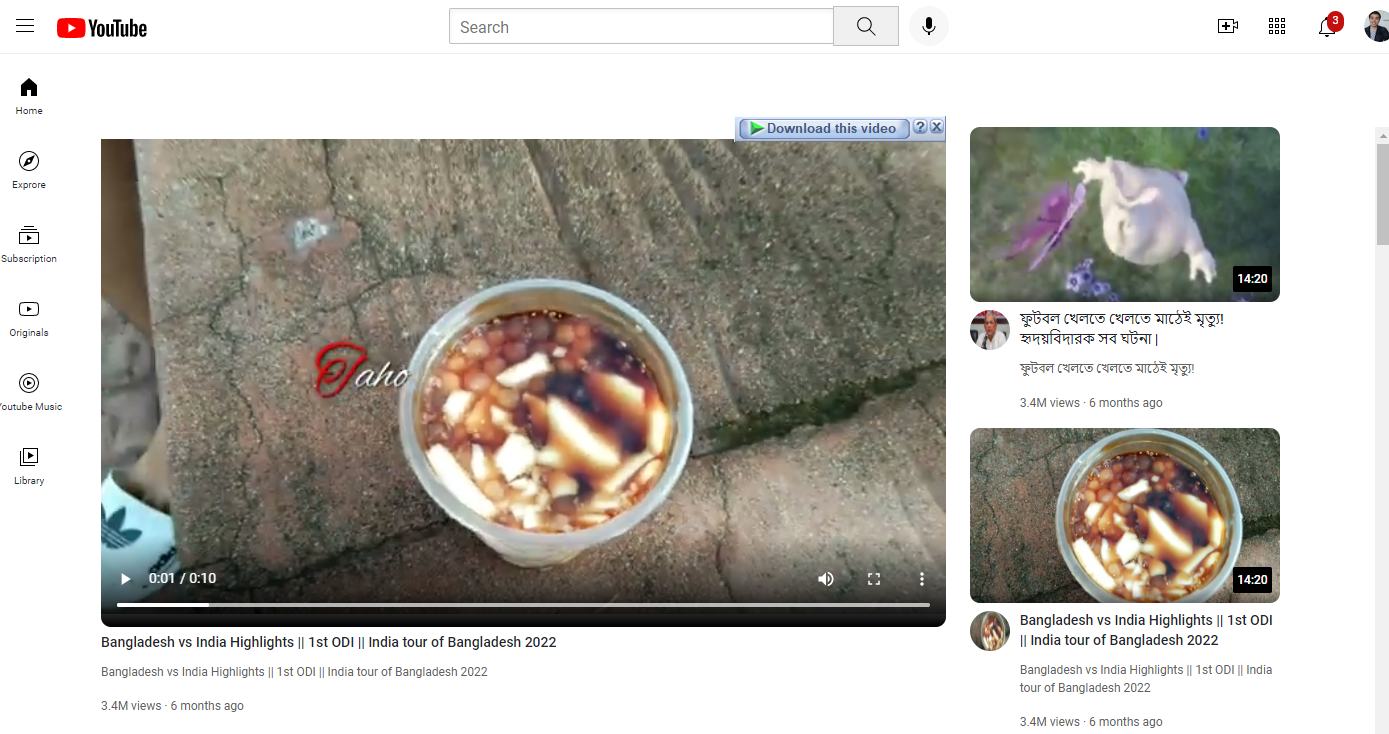 YouTube
Search
3
Home
Exprore
Subscription
Originals
Youtube Music
Library
Download this video
?
X
Taho
0:01 / 0:10
Bangladesh vs India Highlights || 1st ODI || India tour of Bangladesh 2022
Bangladesh vs India Highlights || 1st ODI || India tour of Bangladesh 2022
3.4M views · 6 months ago
14:20
ফুটবল খেলতে খেলতে মাঠেই মৃত্যু!
হৃদয়বিদারক সব ঘটনা|
ফুটবল খেলতে খেলতে মাঠেই মৃত্যু!
3.4M views · 6 months ago
14:20
Bangladesh vs India Highlights || 1st ODI
|| India tour of Bangladesh 2022
Bangladesh vs India Highlights || 1st ODI || India
tour of Bangladesh 2022
3.4M views · 6 months ago